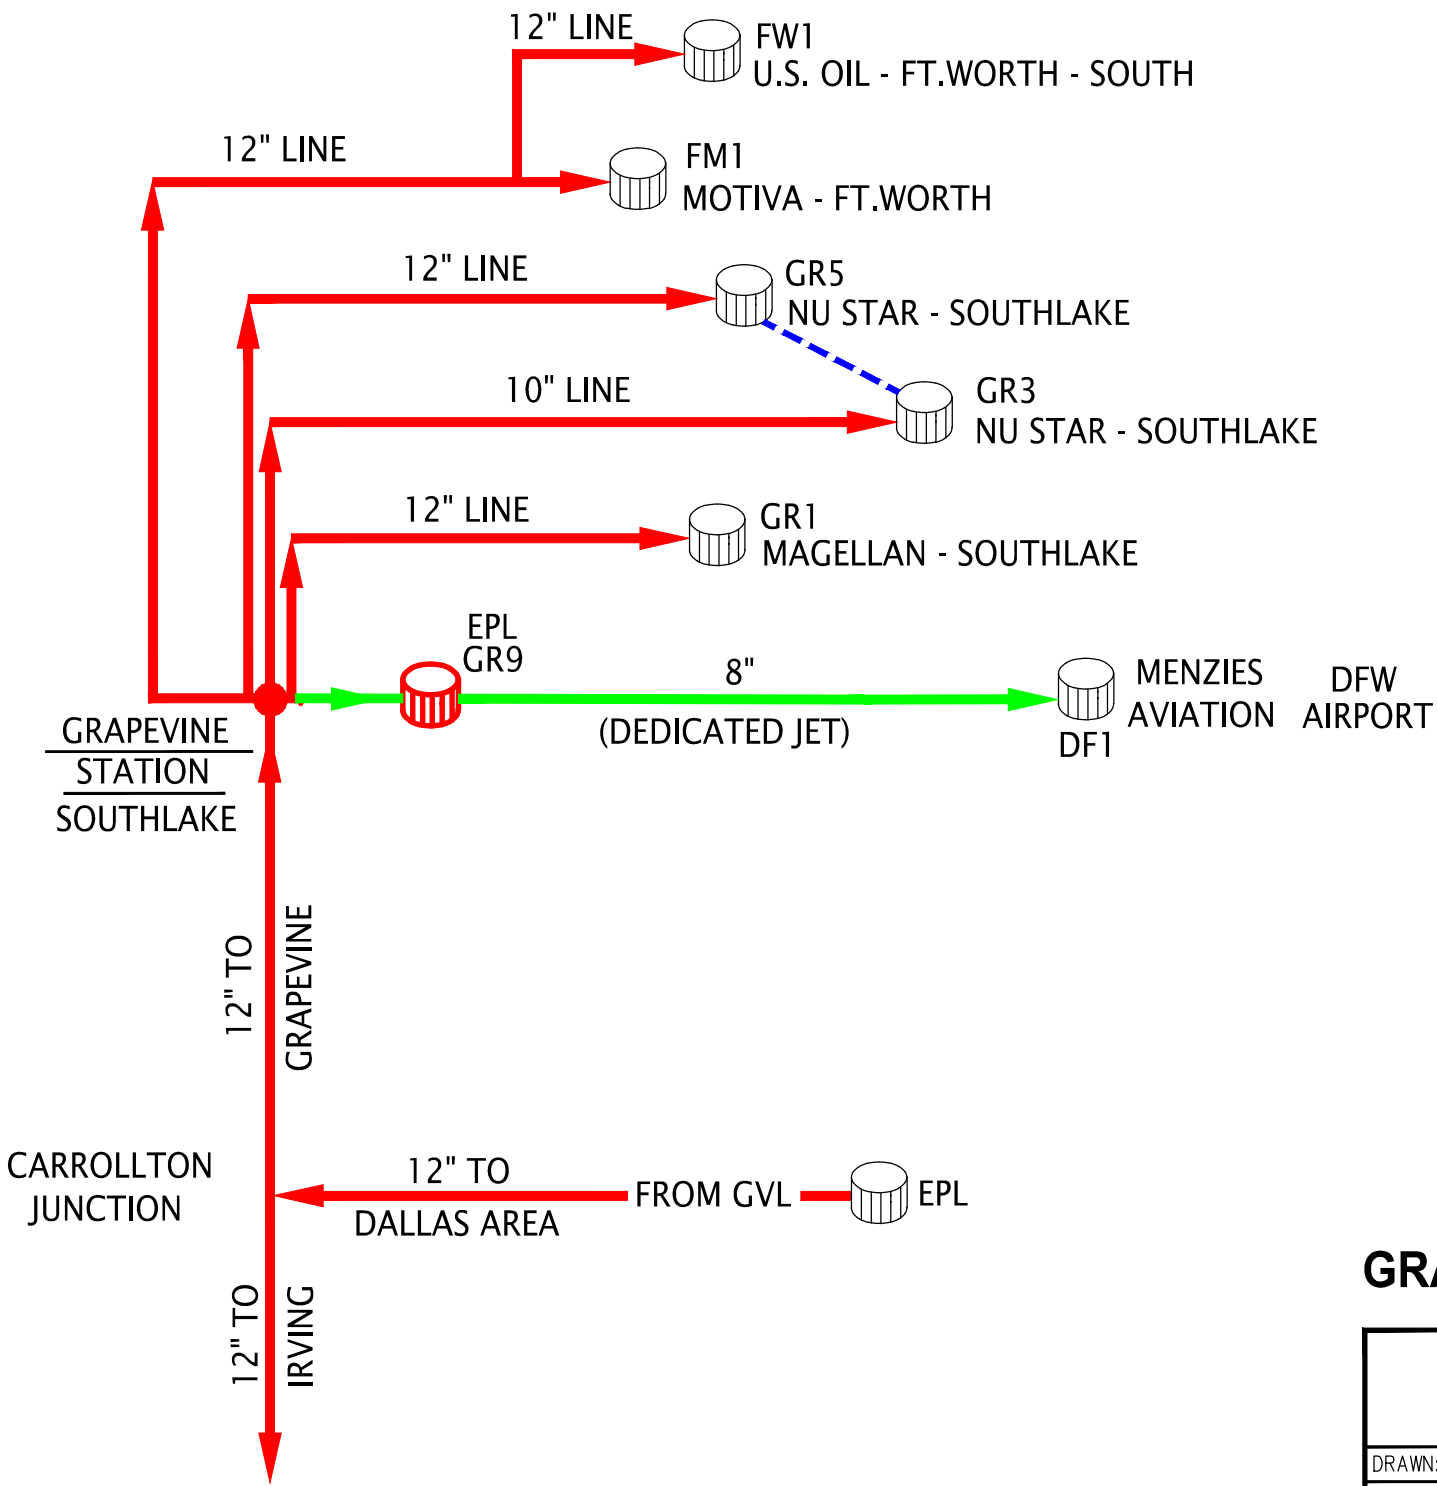 12" LINE
FW1
U.S. OIL - FT.WORTH - SOUTH
12" LINE
FM1
MOTIVA - FT.WORTH
12" LINE
GR5
NU STAR - SOUTHLAKE
10" LINE
GR3
NU STAR - SOUTHLAKE
12" LINE
GR1
MAGELLAN - SOUTHLAKE
EPL
GR9
8"
(DEDICATED JET)
MENZIES
AVIATION
DF1
DFW
AIRPORT
GRAPEVINE
STATION
SOUTHLAKE
12" TO
GRAPEVINE
CARROLLTON
JUNCTION
12" TO
DALLAS AREA
FROM GVL
EPL
12" TO
IRVING
DRAWN: